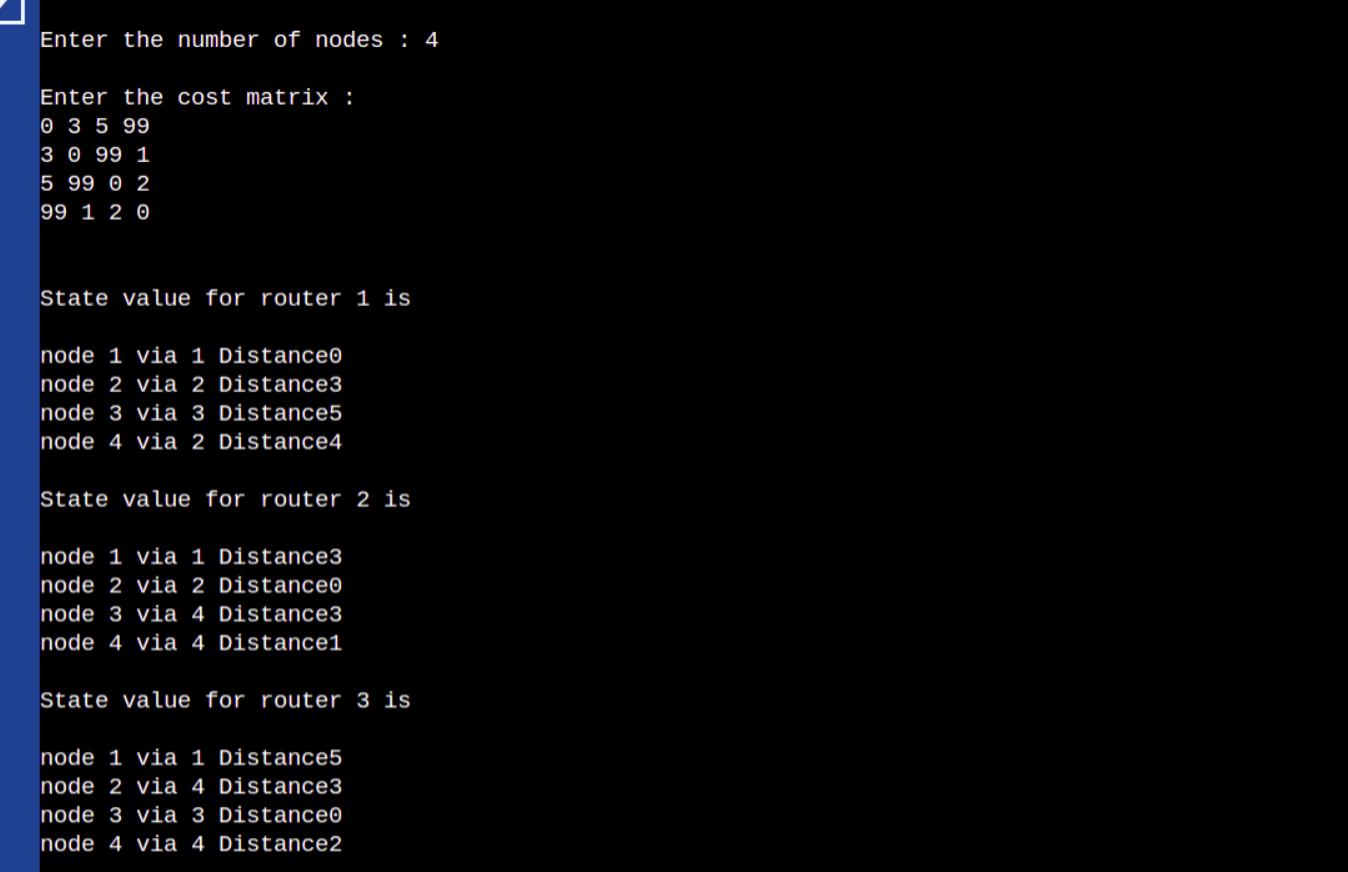 Enter the number of nodes : 4
Enter the cost matrix :
0 3 5 99
3 0 99 1
5 99 0 2
99 1 2 0
State value for router 1 is
node 1 via 1 Distance0
node 2 via 2 Distance3
node 3 via 3 Distance5
node 4 via 2 Distance4
State value for router 2 is
node 1 via 1 Distance3
node 2 via 2 Distance0
node 3 via 4 Distance3
node 4 via 4 Distance1
State value for router 3 is
node 1 via 1 Distance5
node 2 via 4 Distance3
node 3 via 3 Distance0
node 4 via 4 Distance2